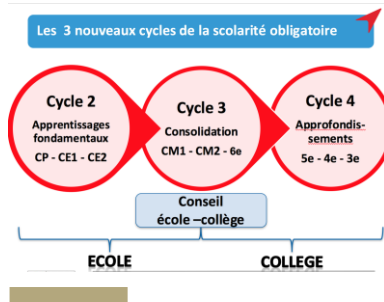 Les 3 nouveaux cycles de la scolarité obligatoire
Cycle 2
Apprentissages
fondamentaux
CP - CE1 - CE2
Cycle 3
Consolidation
CM1 - CM2 - 6e
Cycle 4
Approfondis-
sements
5e - 4e - 3e
Conseil
école –collège
ECOLE
COLLEGE